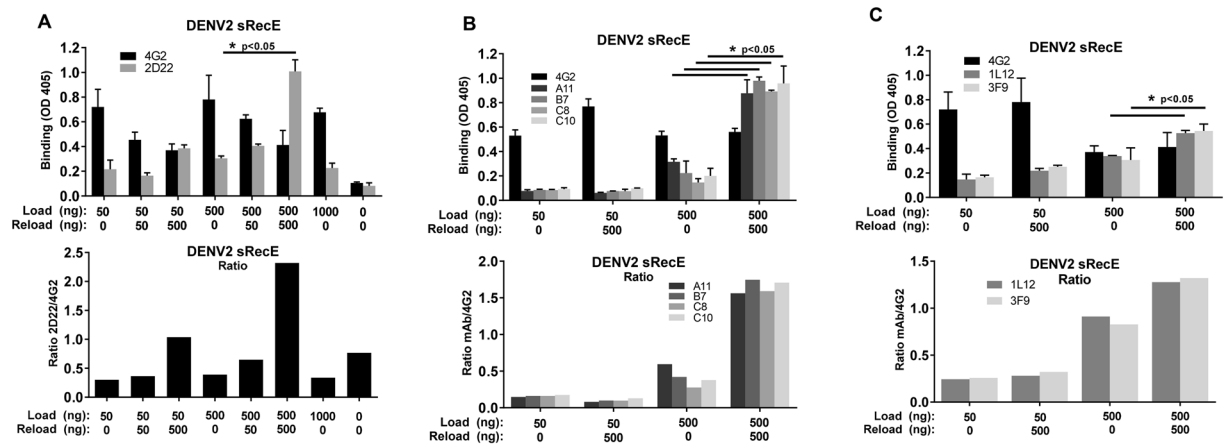 A
DENV2 sRecE
4G2
2D22
* p<0.05
Binding (OD 405)
1.2
1.0
0.8
0.6
0.4
0.2
0.0
Load (ng): 50 50 50 500 500 500 1000 0
Reload (ng): 0 50 500 0 50 500 0 0
DENV2 sRecE
Ratio
Ratio 2D22/4G2
2.5
2.0
1.5
1.0
0.5
0.0
Load (ng): 50 50 50 500 500 500 1000 0
Reload (ng): 0 50 500 0 50 500 0 0
B
DENV2 sRecE
4G2
A11
B7
C8
C10
* p<0.05
Binding (OD 405)
1.2
1.0
0.8
0.6
0.4
0.2
0.0
Load (ng): 50 50 500 500
Reload (ng): 0 500 0 500
DENV2 sRecE
Ratio
A11
B7
C8
C10
Ratio mAb/4G2
2.0
1.5
1.0
0.5
0.0
Load (ng): 50 50 500 500
Reload (ng): 0 500 0 500
C
DENV2 sRecE
4G2
1L12
3F9
* p<0.05
Binding (OD 405)
1.2
1.0
0.8
0.6
0.4
0.2
0.0
Load (ng): 50 50 500 500
Reload (ng): 0 500 0 500
DENV2 sRecE
Ratio
1L12
3F9
Ratio mAb/4G2
1.5
1.0
0.5
0.0
Load (ng): 50 50 500 500
Reload (ng): 0 500 0 500